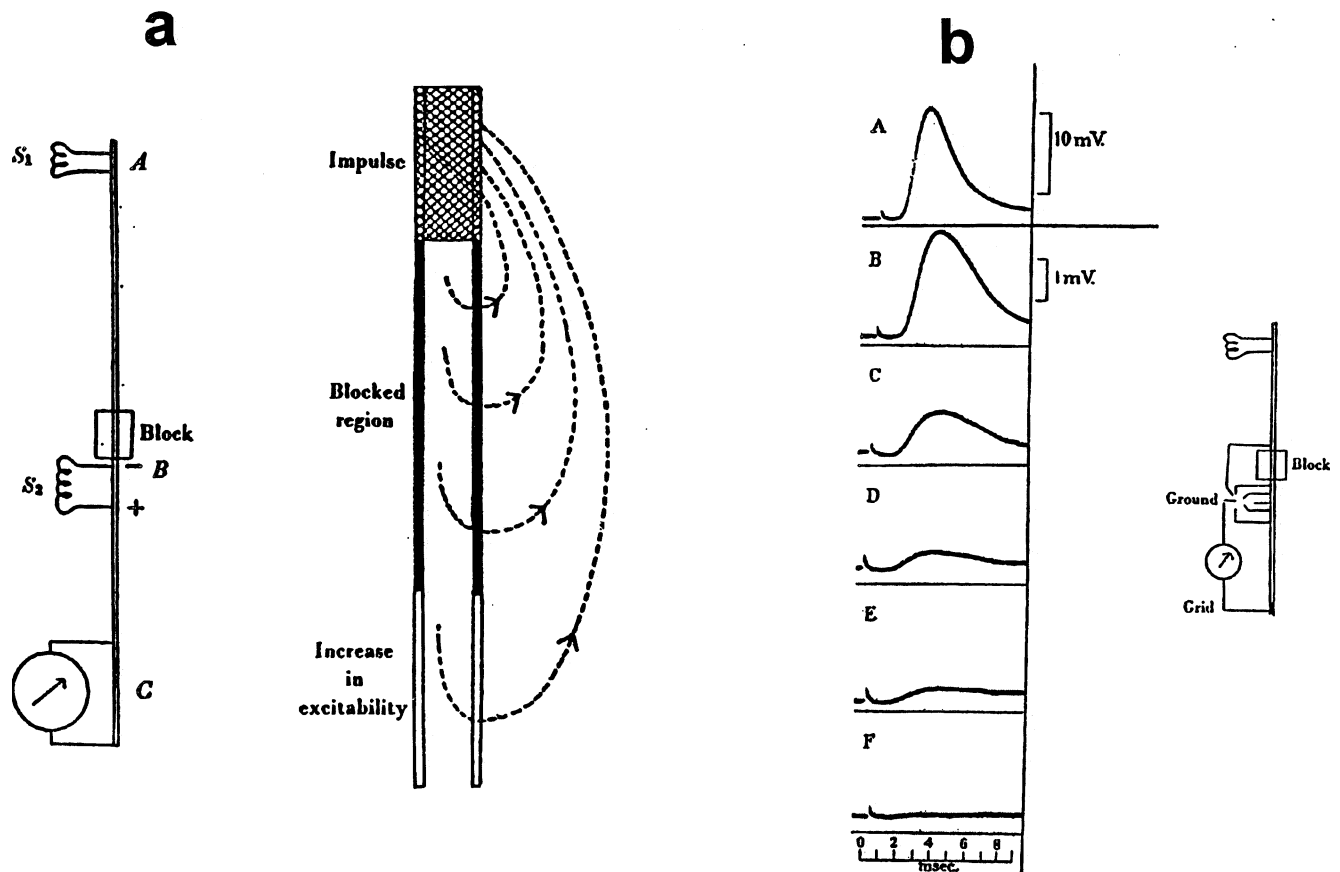 a
S1
A
Block
B
−
S2
+
C
Impulse
Blocked
region
Increase
in
excitability
b
A
10 mV.
B
1 mV.
C
D
E
F
0 2 4 6 8
msec.
Block
Ground
Grid